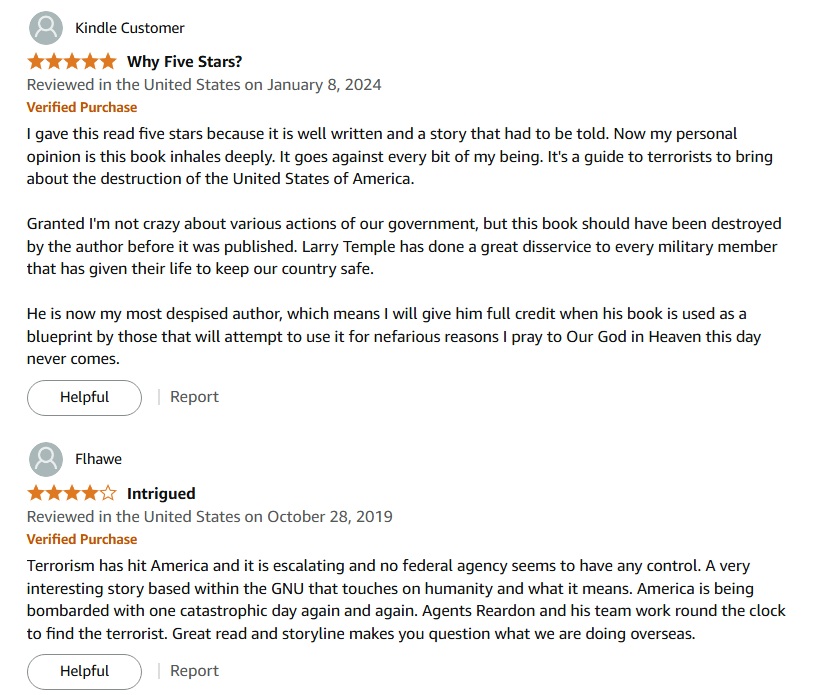 Kindle Customer
Why Five Stars?
Reviewed in the United States on January 8, 2024
Verified Purchase
I gave this read five stars because it is well written and a story that had to be told. Now my personal
opinion is this book inhales deeply. It goes against every bit of my being. It's a guide to terrorists to bring
about the destruction of the United States of America.
Granted I'm not crazy about various actions of our government, but this book should have been destroyed
by the author before it was published. Larry Temple has done a great disservice to every military member
that has given their life to keep our country safe.
He is now my most despised author, which means I will give him full credit when his book is used as a
blueprint by those that will attempt to use it for nefarious reasons I pray to Our God in Heaven this day
never comes.
Helpful | Report
Flhawe
Intrigued
Reviewed in the United States on October 28, 2019
Verified Purchase
Terrorism has hit America and it is escalating and no federal agency seems to have any control. A very
interesting story based within the GNU that touches on humanity and what it means. America is being
bombarded with one catastrophic day again and again. Agents Reardon and his team work round the clock
to find the terrorist. Great read and storyline makes you question what we are doing overseas.
Helpful | Report